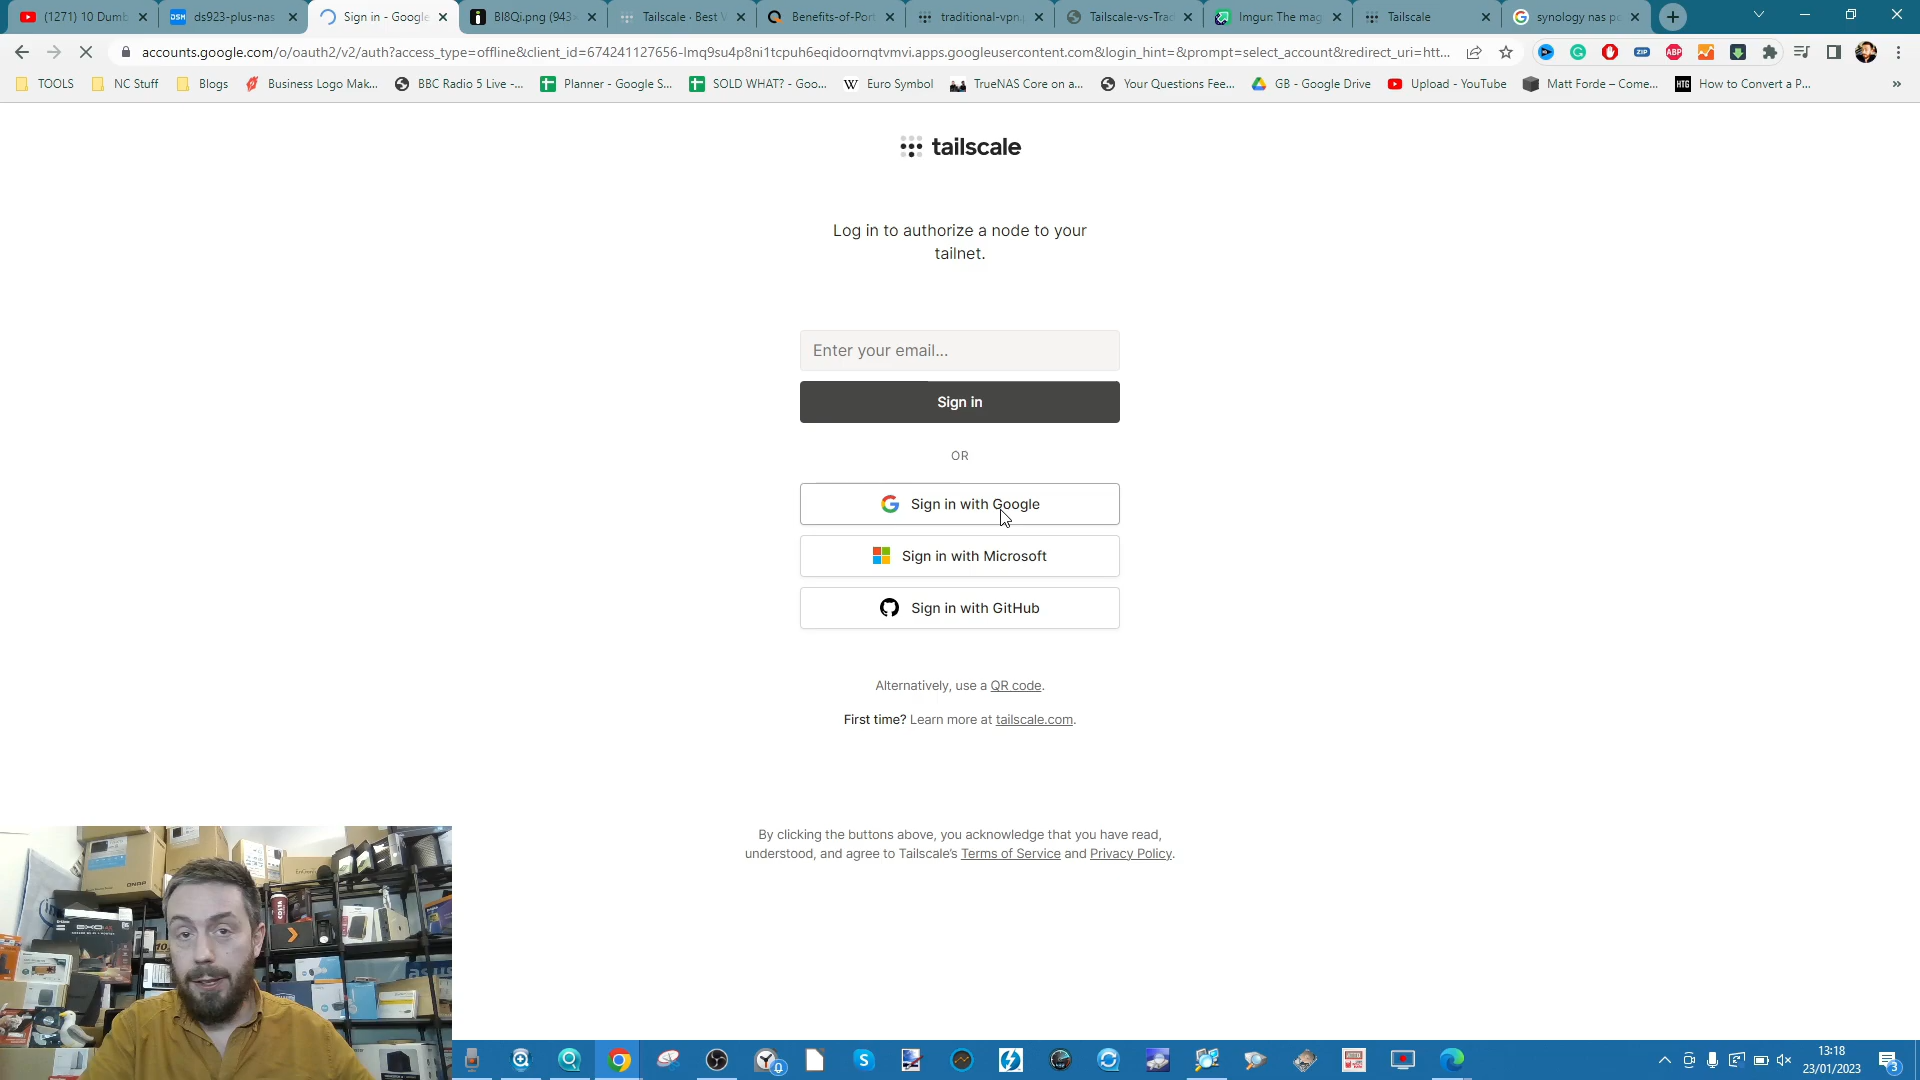 (1271) 10 Dumb
ds923-plus-nas
Sign in - Google
BI8Qi.png (943×
Tailscale · Best V
Benefits-of-Port
traditional-vpn.p
Tailscale-vs-Trac
Imgur: The mag
Tailscale
synology nas po
accounts.google.com/o/oauth2/v2/auth?access_type=offline&client_id=674241127656-lmq9su4p8ni1tcpuh6eqidoornqtvmvi.apps.googleusercontent.com&login_hint=&prompt=select_account&redirect_uri=htt...
TOOLS
NC Stuff
Blogs
Business Logo Mak...
BBC Radio 5 Live -...
Planner - Google S...
SOLD WHAT? - Goo...
Euro Symbol
TrueNAS Core on a...
Your Questions Fee...
GB - Google Drive
Upload - YouTube
Matt Forde – Come...
HTG
How to Convert a P...
tailscale
Log in to authorize a node to your
tailnet.
Enter your email...
Sign in
OR
Sign in with Google
Sign in with Microsoft
Sign in with GitHub
Alternatively, use a QR code.
First time? Learn more at tailscale.com.
By clicking the buttons above, you acknowledge that you have read,
understood, and agree to Tailscale's Terms of Service and Privacy Policy.
13:18
23/01/2023
3